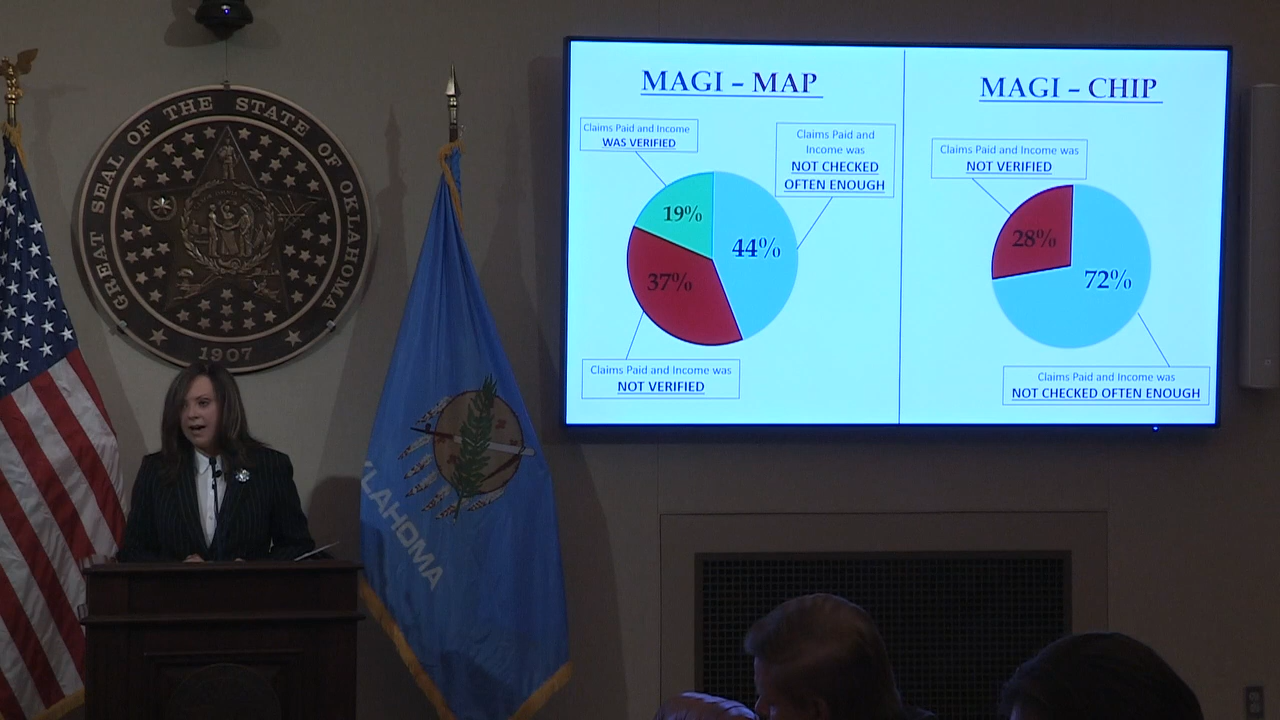 GREAT SEAL OF THE STATE OF OKLAHOMA
1907
KLAHOMA
MAGI – MAP
Claims Paid and Income
WAS VERIFIED
Claims Paid and
Income was
NOT CHECKED
OFTEN ENOUGH
19%
44%
37%
Claims Paid and Income was
NOT VERIFIED
MAGI – CHIP
Claims Paid and Income was
NOT VERIFIED
28%
72%
Claims Paid and Income was
NOT CHECKED OFTEN ENOUGH